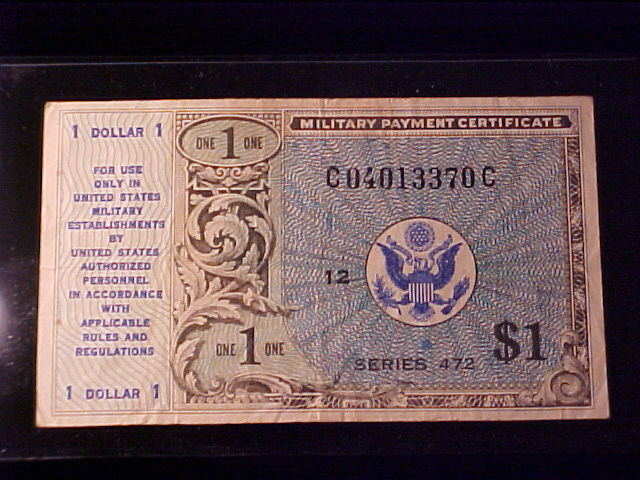 1 DOLLAR 1
FOR USE
ONLY IN
UNITED STATES
MILITARY
ESTABLISHMENTS
BY
UNITED STATES
AUTHORIZED
PERSONNEL
IN ACCORDANCE
WITH
APPLICABLE
RULES AND
REGULATIONS
1 DOLLAR 1
ONE 1 ONE
ONE 1 ONE
MILITARY PAYMENT CERTIFICATE
C04013370C
12
$1
SERIES 472